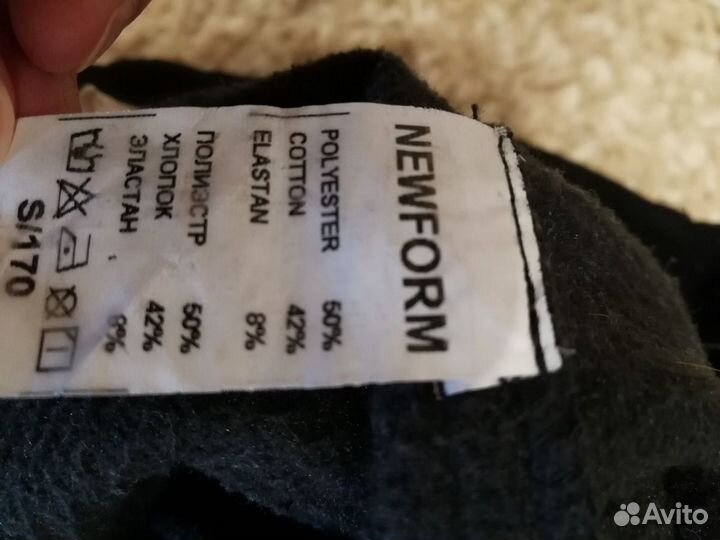 NEWFORM
POLYESTER 50%
COTTON 42%
ELASTAN 8%
ПОЛИЭСТР 50%
ХЛОПОК 42%
ЭЛАСТАН 8%
S/170
Avito